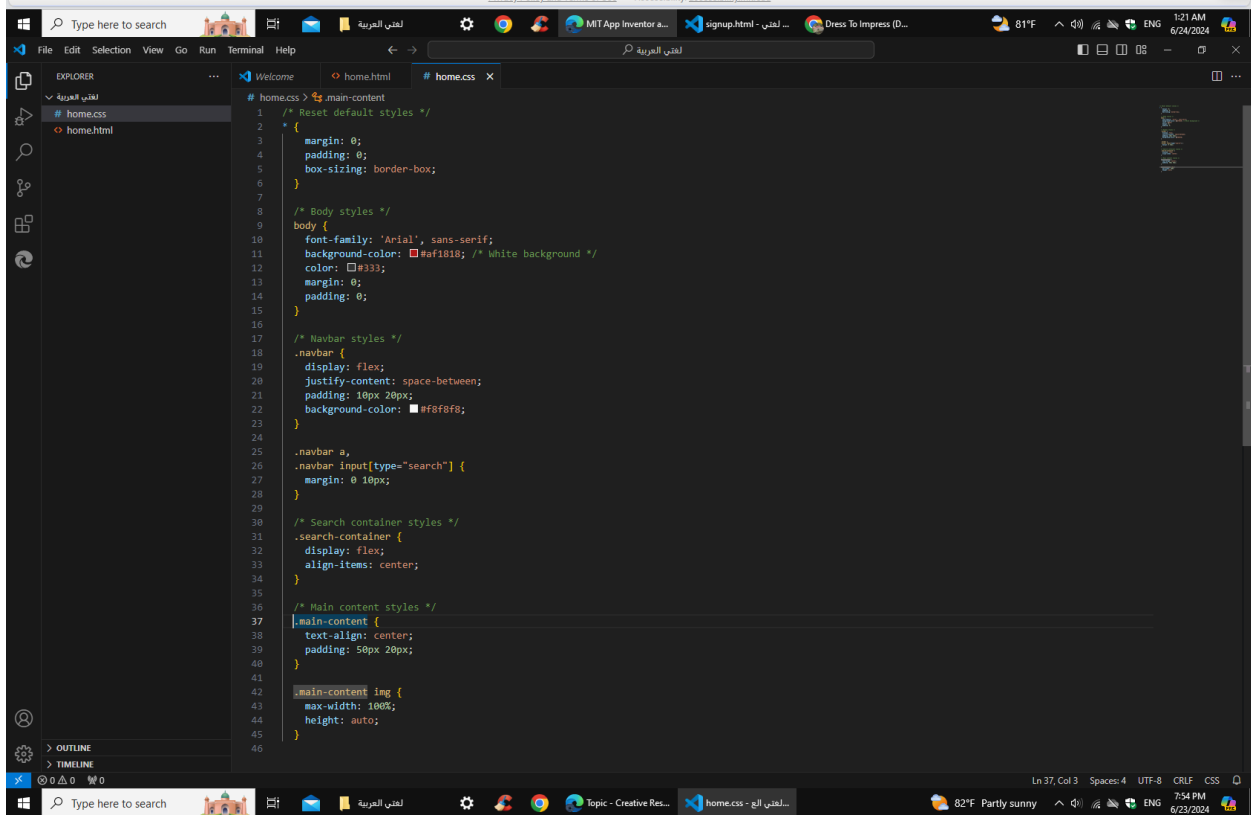 Type here to search
لغتي العربية
MIT App Inventor a...
signup.html - لغتي ...
Dress To Impress (D...
81°F
ENG
1:21 AM
6/24/2024
File Edit Selection View Go Run Terminal Help
لغتي العربية
EXPLORER
Welcome
home.html
# home.css
لغتي العربية
# home.css
home.html
# home.css > .main-content
1 /* Reset default styles */
2 * {
3 margin: 0;
4 padding: 0;
5 box-sizing: border-box;
6 }
7
8 /* Body styles */
9 body {
10 font-family: 'Arial', sans-serif;
11 background-color: #af1818; /* White background */
12 color: #333;
13 margin: 0;
14 padding: 0;
15 }
16
17 /* Navbar styles */
18 .navbar {
19 display: flex;
20 justify-content: space-between;
21 padding: 10px 20px;
22 background-color: #f8f8f8;
23 }
24
25 .navbar a,
26 .navbar input[type="search"] {
27 margin: 0 10px;
28 }
29
30 /* Search container styles */
31 .search-container {
32 display: flex;
33 align-items: center;
34 }
35
36 /* Main content styles */
37 .main-content {
38 text-align: center;
39 padding: 50px 20px;
40 }
41
42 .main-content img {
43 max-width: 100%;
44 height: auto;
45 }
46
OUTLINE
TIMELINE
0 0 0
Ln 37, Col 3 Spaces: 4 UTF-8 CRLF CSS
Type here to search
لغتي العربية
Topic - Creative Res...
home.css - لغتي الع...
82°F Partly sunny
ENG
7:54 PM
6/23/2024